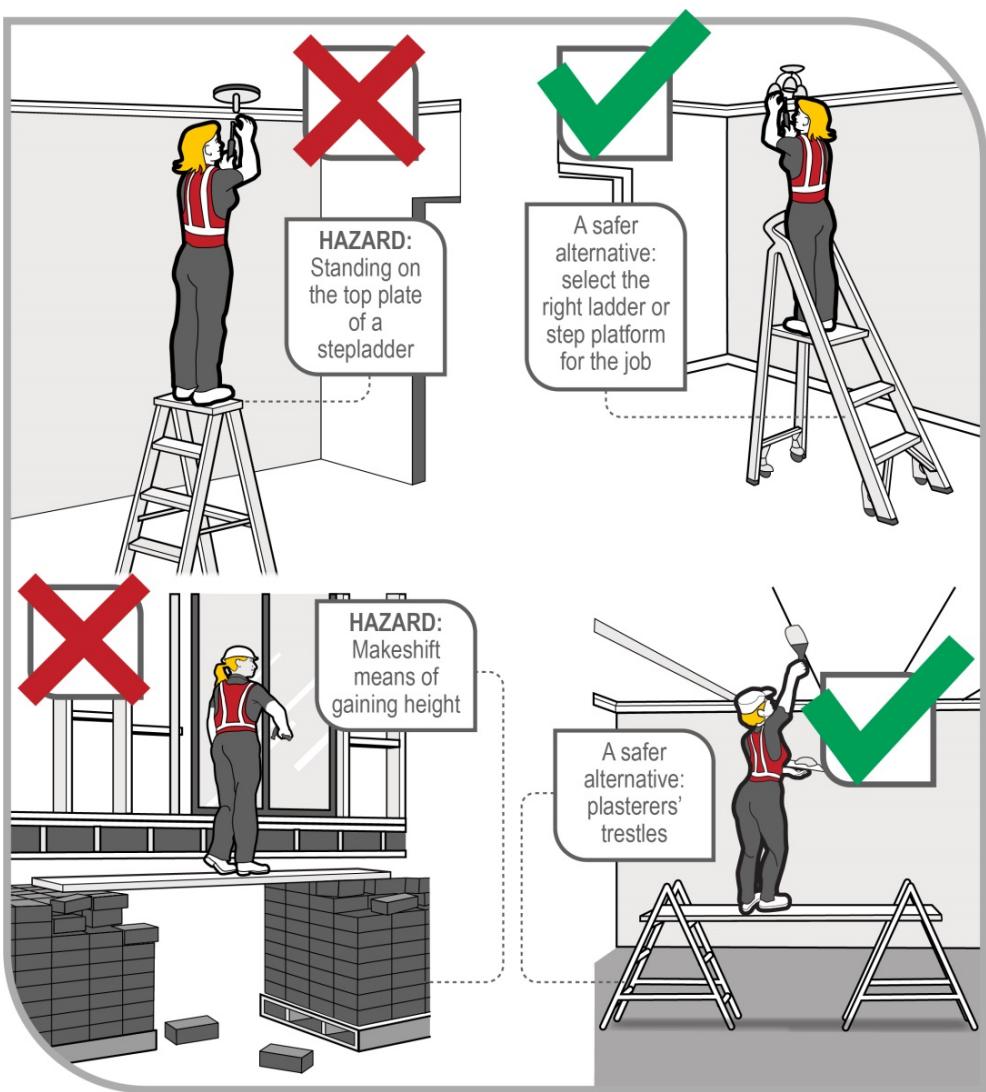 HAZARD:
Standing on
the top plate
of a
stepladder
A safer
alternative:
select the
right ladder or
step platform
for the job
HAZARD:
Makeshift
means of
gaining height
A safer
alternative:
plasterers’
trestles